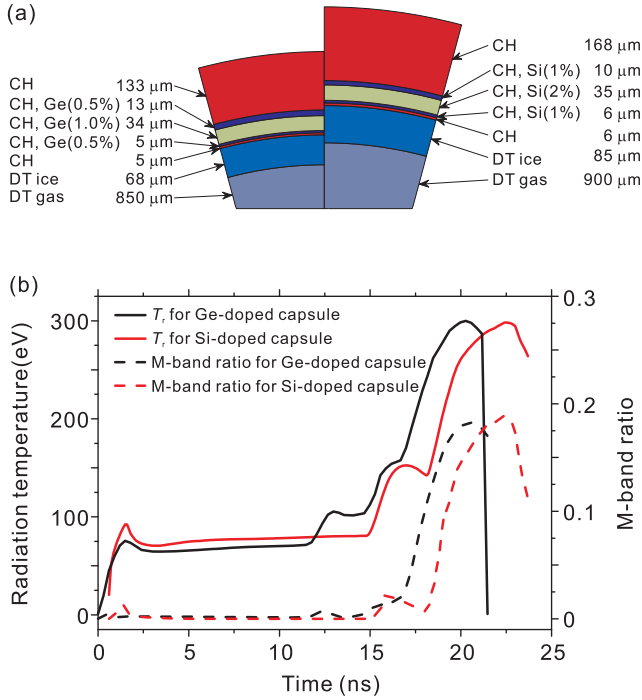 (a)
CH 133 μm
CH, Ge(0.5%) 13 μm
CH, Ge(1.0%) 34 μm
CH, Ge(0.5%) 5 μm
CH 5 μm
DT ice 68 μm
DT gas 850 μm
CH 168 μm
CH, Si(1%) 10 μm
CH, Si(2%) 35 μm
CH, Si(1%) 6 μm
CH 6 μm
DT ice 85 μm
DT gas 900 μm
(b)
Radiation temperature(eV)
300
200
100
0
Tr for Ge-doped capsule
Tr for Si-doped capsule
M-band ratio for Ge-doped capsule
M-band ratio for Si-doped capsule
0.3
0.2
0.1
0
M-band ratio
0 5 10 15 20 25
Time (ns)